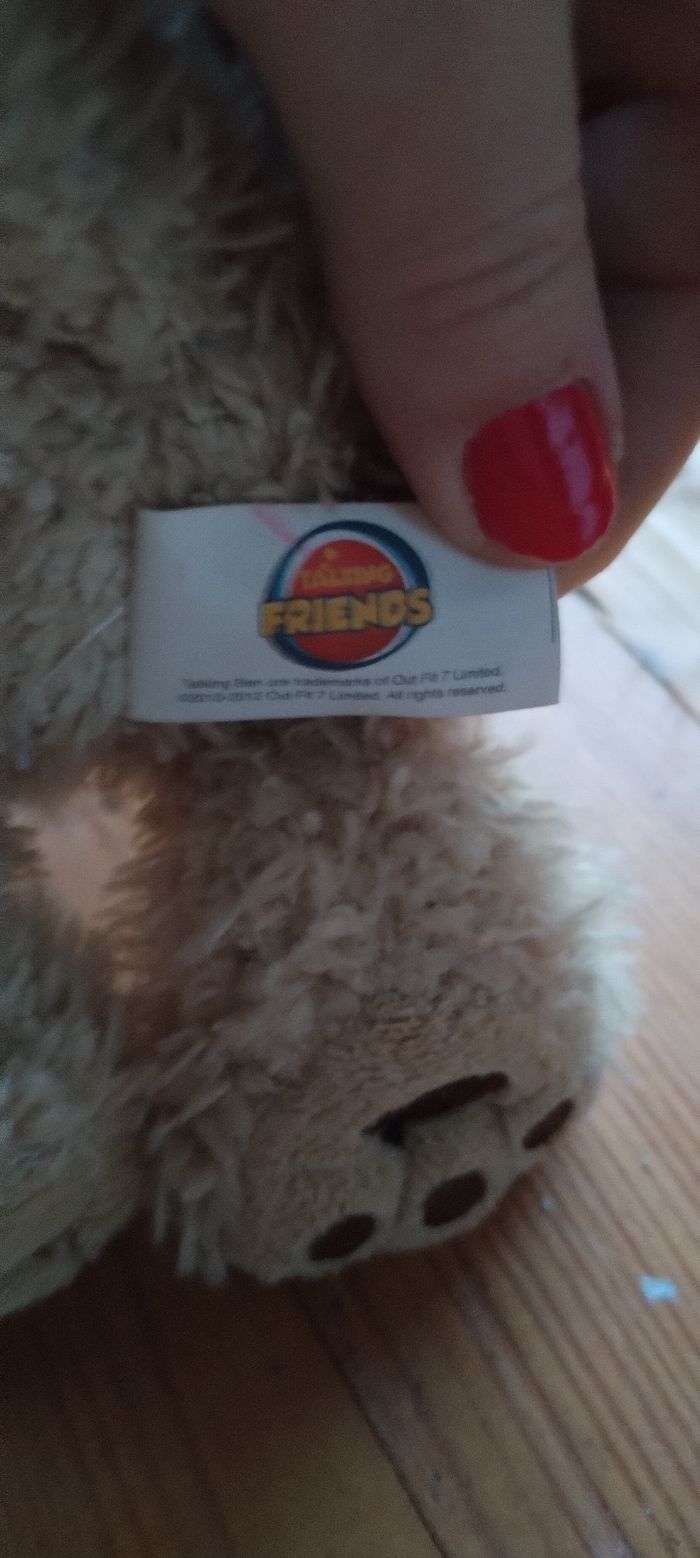 TALKING
FRIENDS
Talking Ben are trademarks of Out Fit 7 Limited.
©2010-2012 Out Fit 7 Limited. All rights reserved.